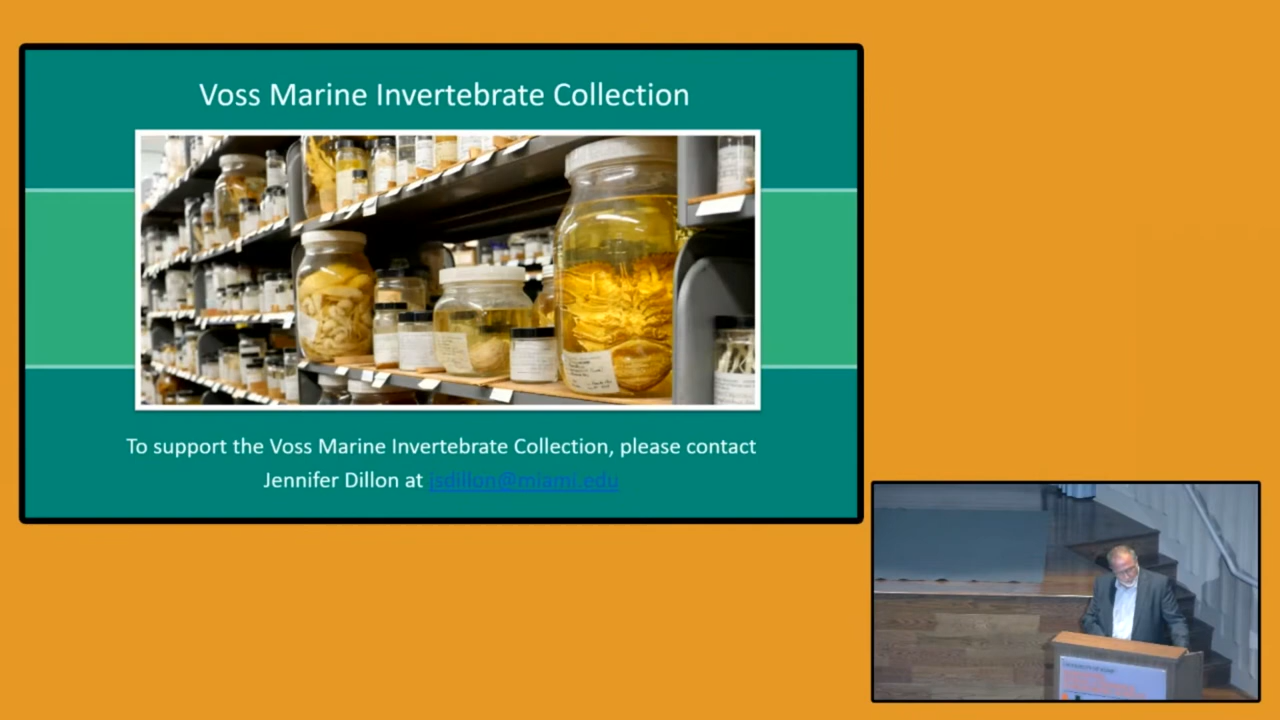 Voss Marine Invertebrate Collection
To support the Voss Marine Invertebrate Collection, please contact
Jennifer Dillon at jsdillon@miami.edu